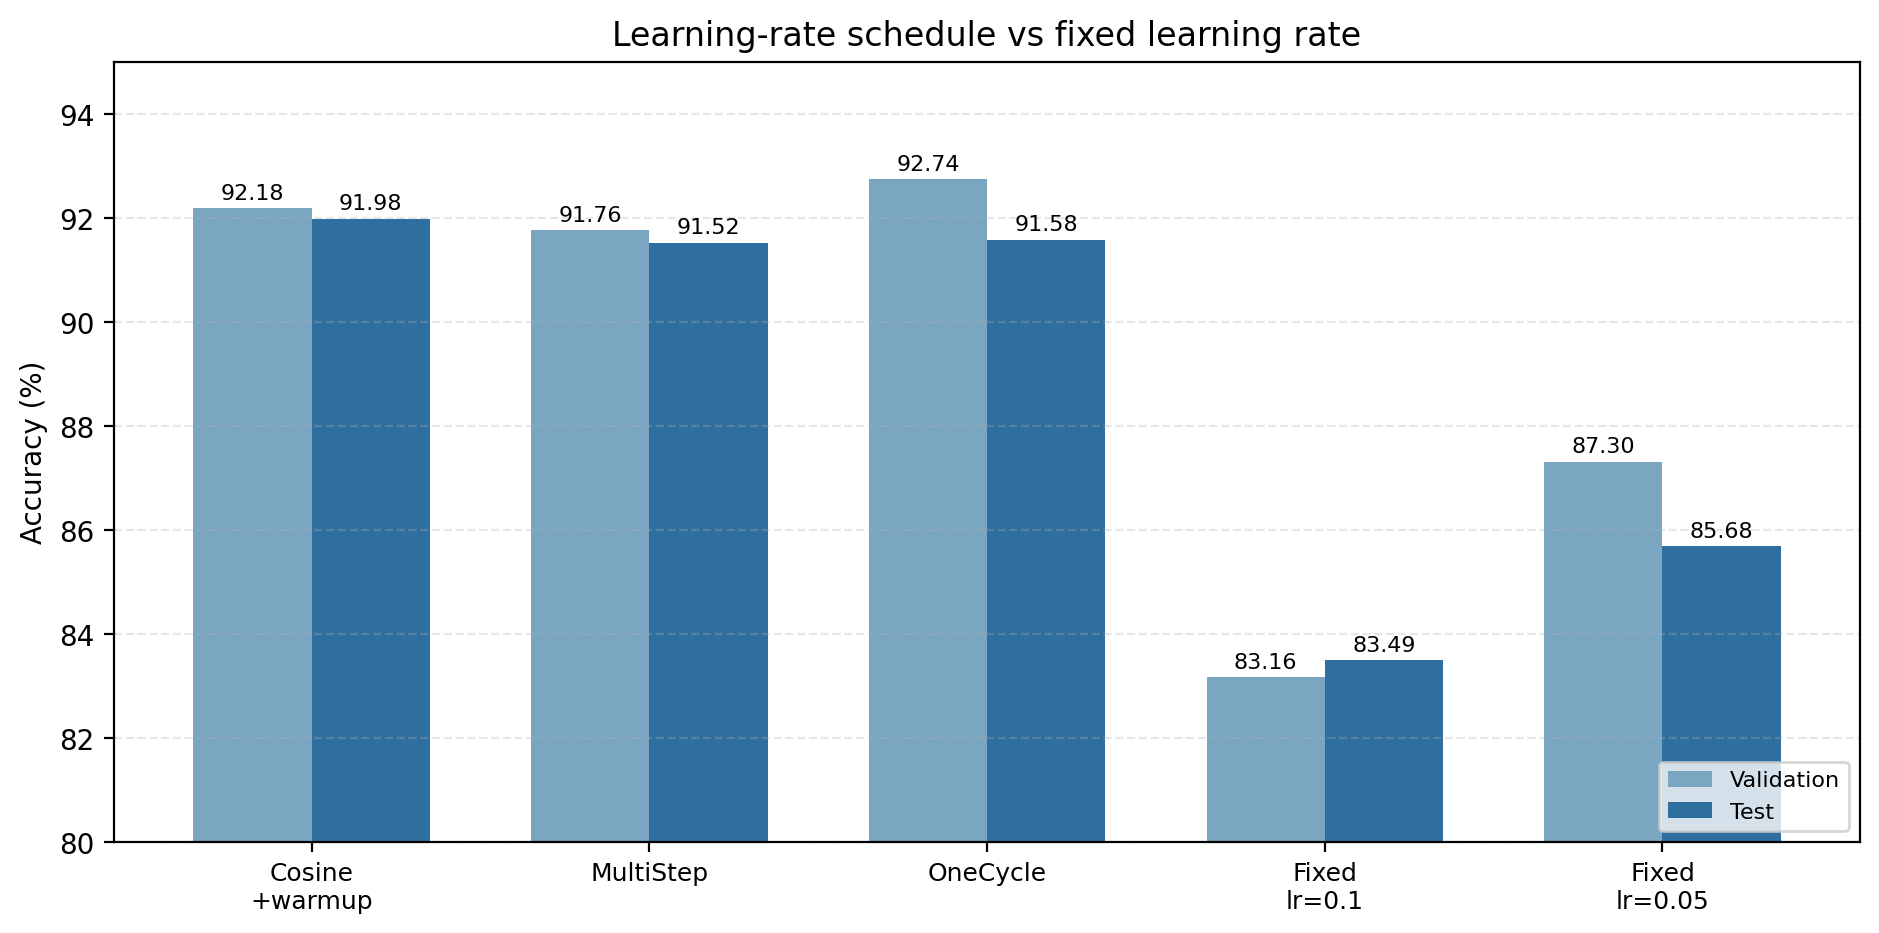 Learning-rate schedule vs fixed learning rate
Accuracy (%)
94
92
90
88
86
84
82
80
92.18
91.98
91.76
91.52
92.74
91.58
83.16
83.49
87.30
85.68
Cosine
+warmup
MultiStep
OneCycle
Fixed
lr=0.1
Fixed
lr=0.05
Validation
Test